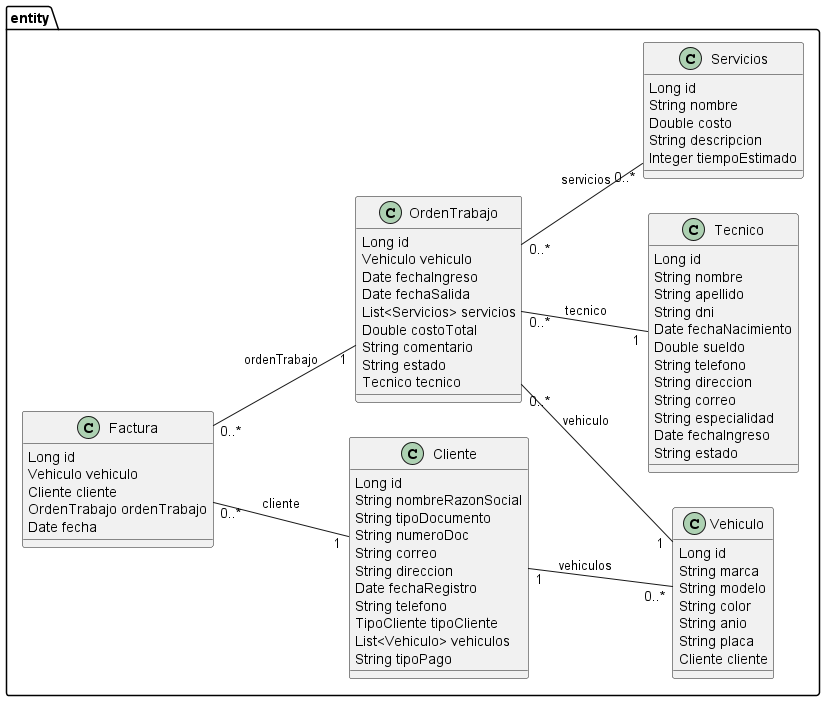 entity
C Servicios
Long id
String nombre
Double costo
String descripcion
Integer tiempoEstimado
servicios 0..*
0..*
C OrdenTrabajo
Long id
Vehiculo vehiculo
Date fechaIngreso
Date fechaSalida
List<Servicios> servicios
Double costoTotal
String comentario
String estado
Tecnico tecnico
C Tecnico
Long id
String nombre
String apellido
String dni
Date fechaNacimiento
Double sueldo
String telefono
String direccion
String correo
String especialidad
Date fechaIngreso
String estado
tecnico
0..*
1
ordenTrabajo
1
0..*
0..*
vehiculo
1
C Factura
Long id
Vehiculo vehiculo
Cliente cliente
OrdenTrabajo ordenTrabajo
Date fecha
cliente
0..*
1
C Cliente
Long id
String nombreRazonSocial
String tipoDocumento
String numeroDoc
String correo
String direccion
Date fechaRegistro
String telefono
TipoCliente tipoCliente
List<Vehiculo> vehiculos
String tipoPago
vehiculos
1
0..*
C Vehiculo
Long id
String marca
String modelo
String color
String anio
String placa
Cliente cliente